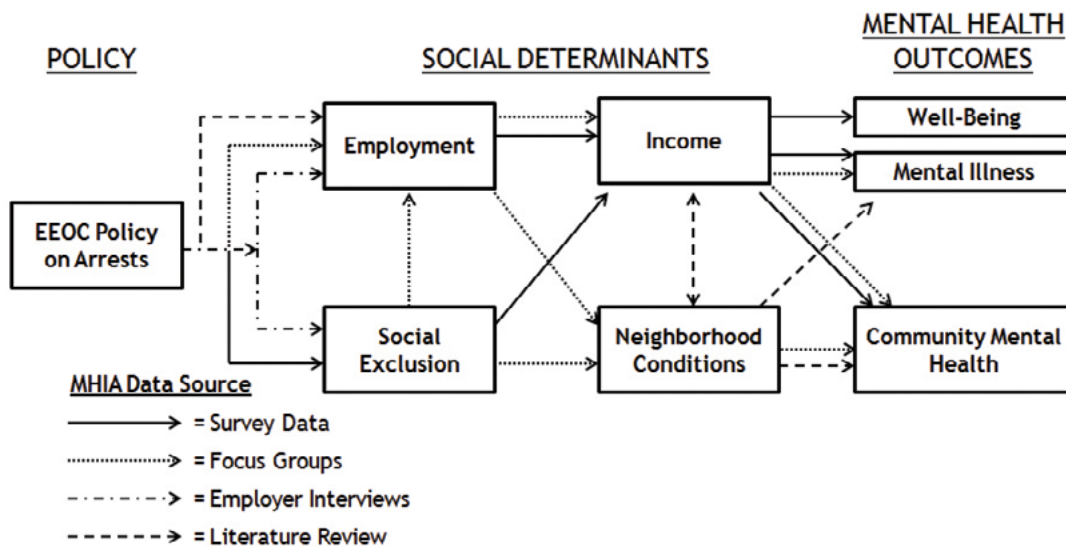 POLICY
SOCIAL DETERMINANTS
MENTAL HEALTH
OUTCOMES
Employment
Income
Well-Being
Mental Illness
EEOC Policy
on Arrests
Social
Exclusion
Neighborhood
Conditions
Community Mental
Health
MHIA Data Source
= Survey Data
= Focus Groups
= Employer Interviews
= Literature Review